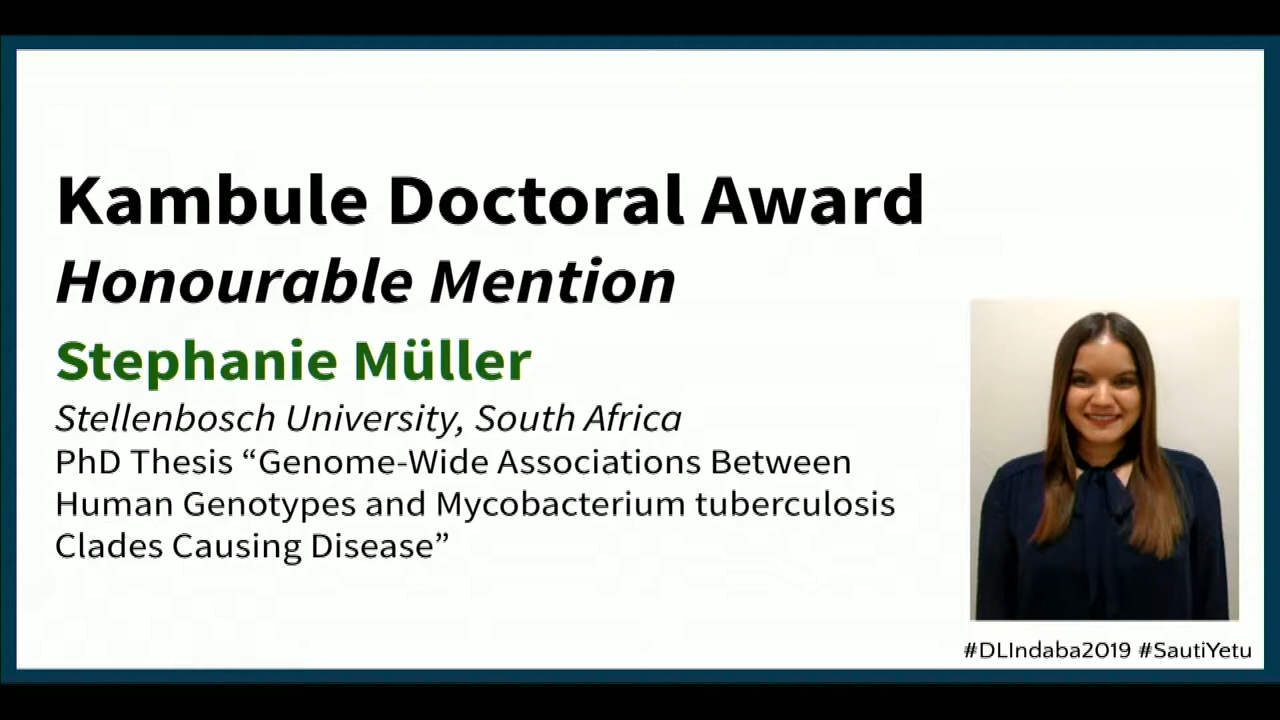 Kambule Doctoral Award
Honourable Mention
Stephanie Müller
Stellenbosch University, South Africa
PhD Thesis “Genome-Wide Associations Between
Human Genotypes and Mycobacterium tuberculosis
Clades Causing Disease”
#DLIndaba2019 #SautiYetu